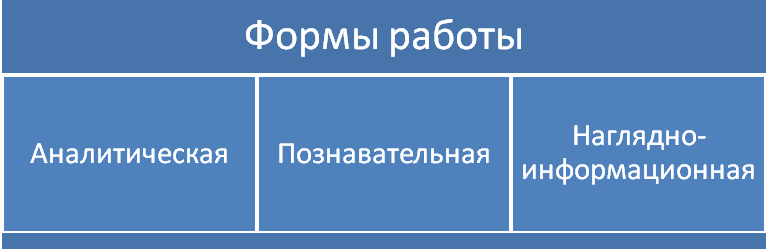 Формы работы
Аналитическая
Познавательная
Наглядно-
информационная